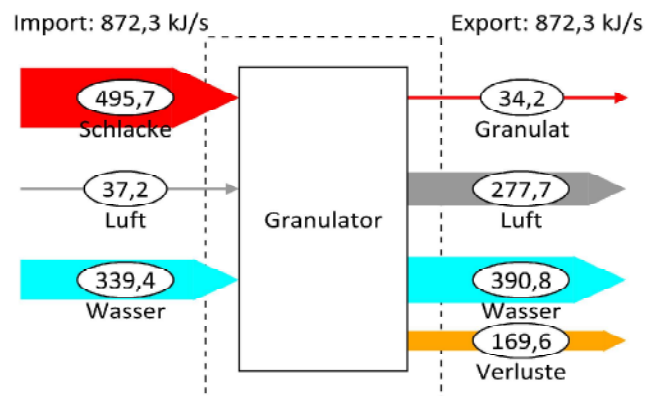 Import: 872,3 kJ/s
Export: 872,3 kJ/s
495,7
Schlacke
34,2
Granulat
37,2
Luft
Granulator
277,7
Luft
339,4
Wasser
390,8
Wasser
169,6
Verluste